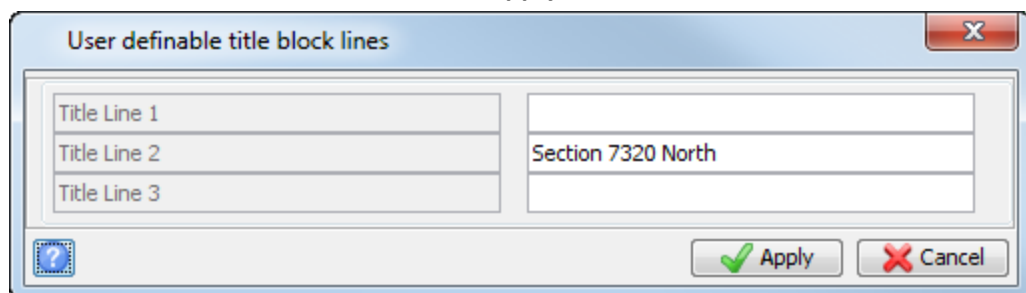 User definable title block lines
Title Line 1
Title Line 2 Section 7320 North
Title Line 3
? Apply Cancel